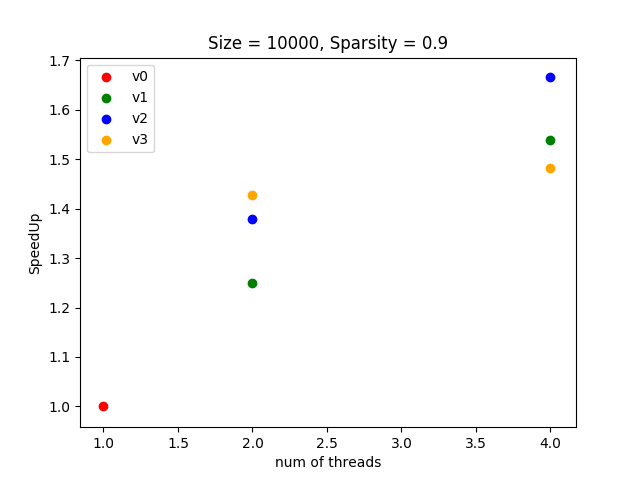 Size = 10000, Sparsity = 0.9
1.7
1.6
1.5
1.4
1.3
1.2
1.1
1.0
SpeedUp
v0
v1
v2
v3
1.0 1.5 2.0 2.5 3.0 3.5 4.0
num of threads